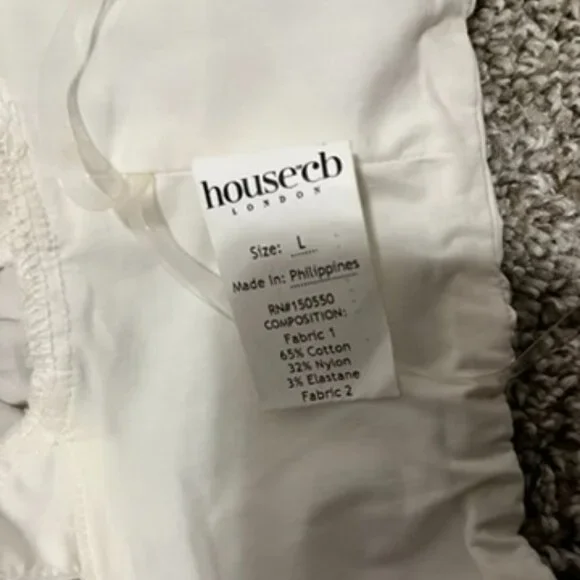 house cb
LONDON
Size: L
Made In: Philippines
RN#150550
COMPOSITION:
Fabric 1
65% Cotton
32% Nylon
3% Elastane
Fabric 2